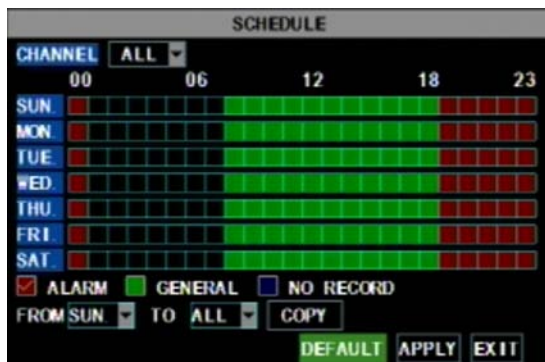 SCHEDULE
CHANNEL ALL
00 06 12 18 23
SUN.
MON.
TUE.
WED.
THU.
FRI.
SAT.
ALARM GENERAL NO RECORD
FROM SUN. TO ALL COPY
DEFAULT APPLY EXIT